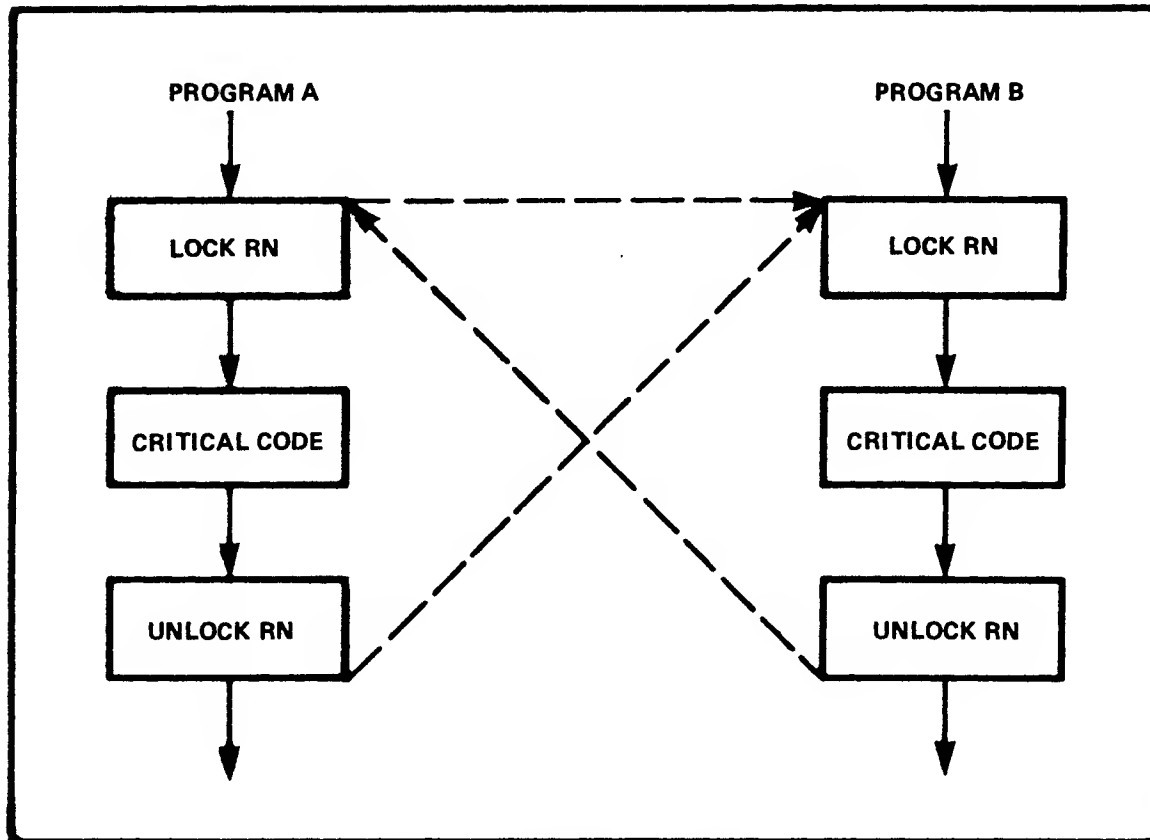 PROGRAM A
PROGRAM B
LOCK RN
LOCK RN
CRITICAL CODE
CRITICAL CODE
UNLOCK RN
UNLOCK RN